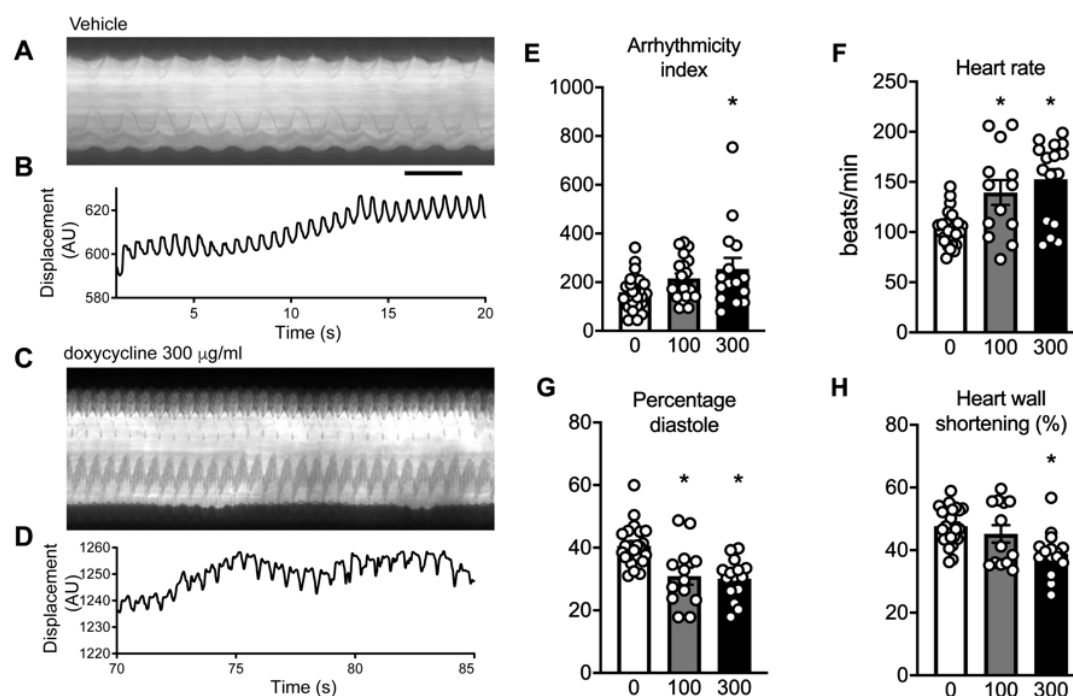 Vehicle
A
B
Displacement
(AU)
620
600
580
5
10
15
20
Time (s)
C
doxycycline 300 μg/ml
D
Displacement
(AU)
1260
1250
1240
1230
1220
70
75
80
85
Time (s)
E
Arrhythmicity
index
1000
800
600
400
200
0
*
0
100
300
F
Heart rate
beats/min
250
200
150
100
50
0
*
*
0
100
300
G
Percentage
diastole
60
40
20
0
*
*
0
100
300
H
Heart wall
shortening (%)
80
60
40
20
0
*
0
100
300